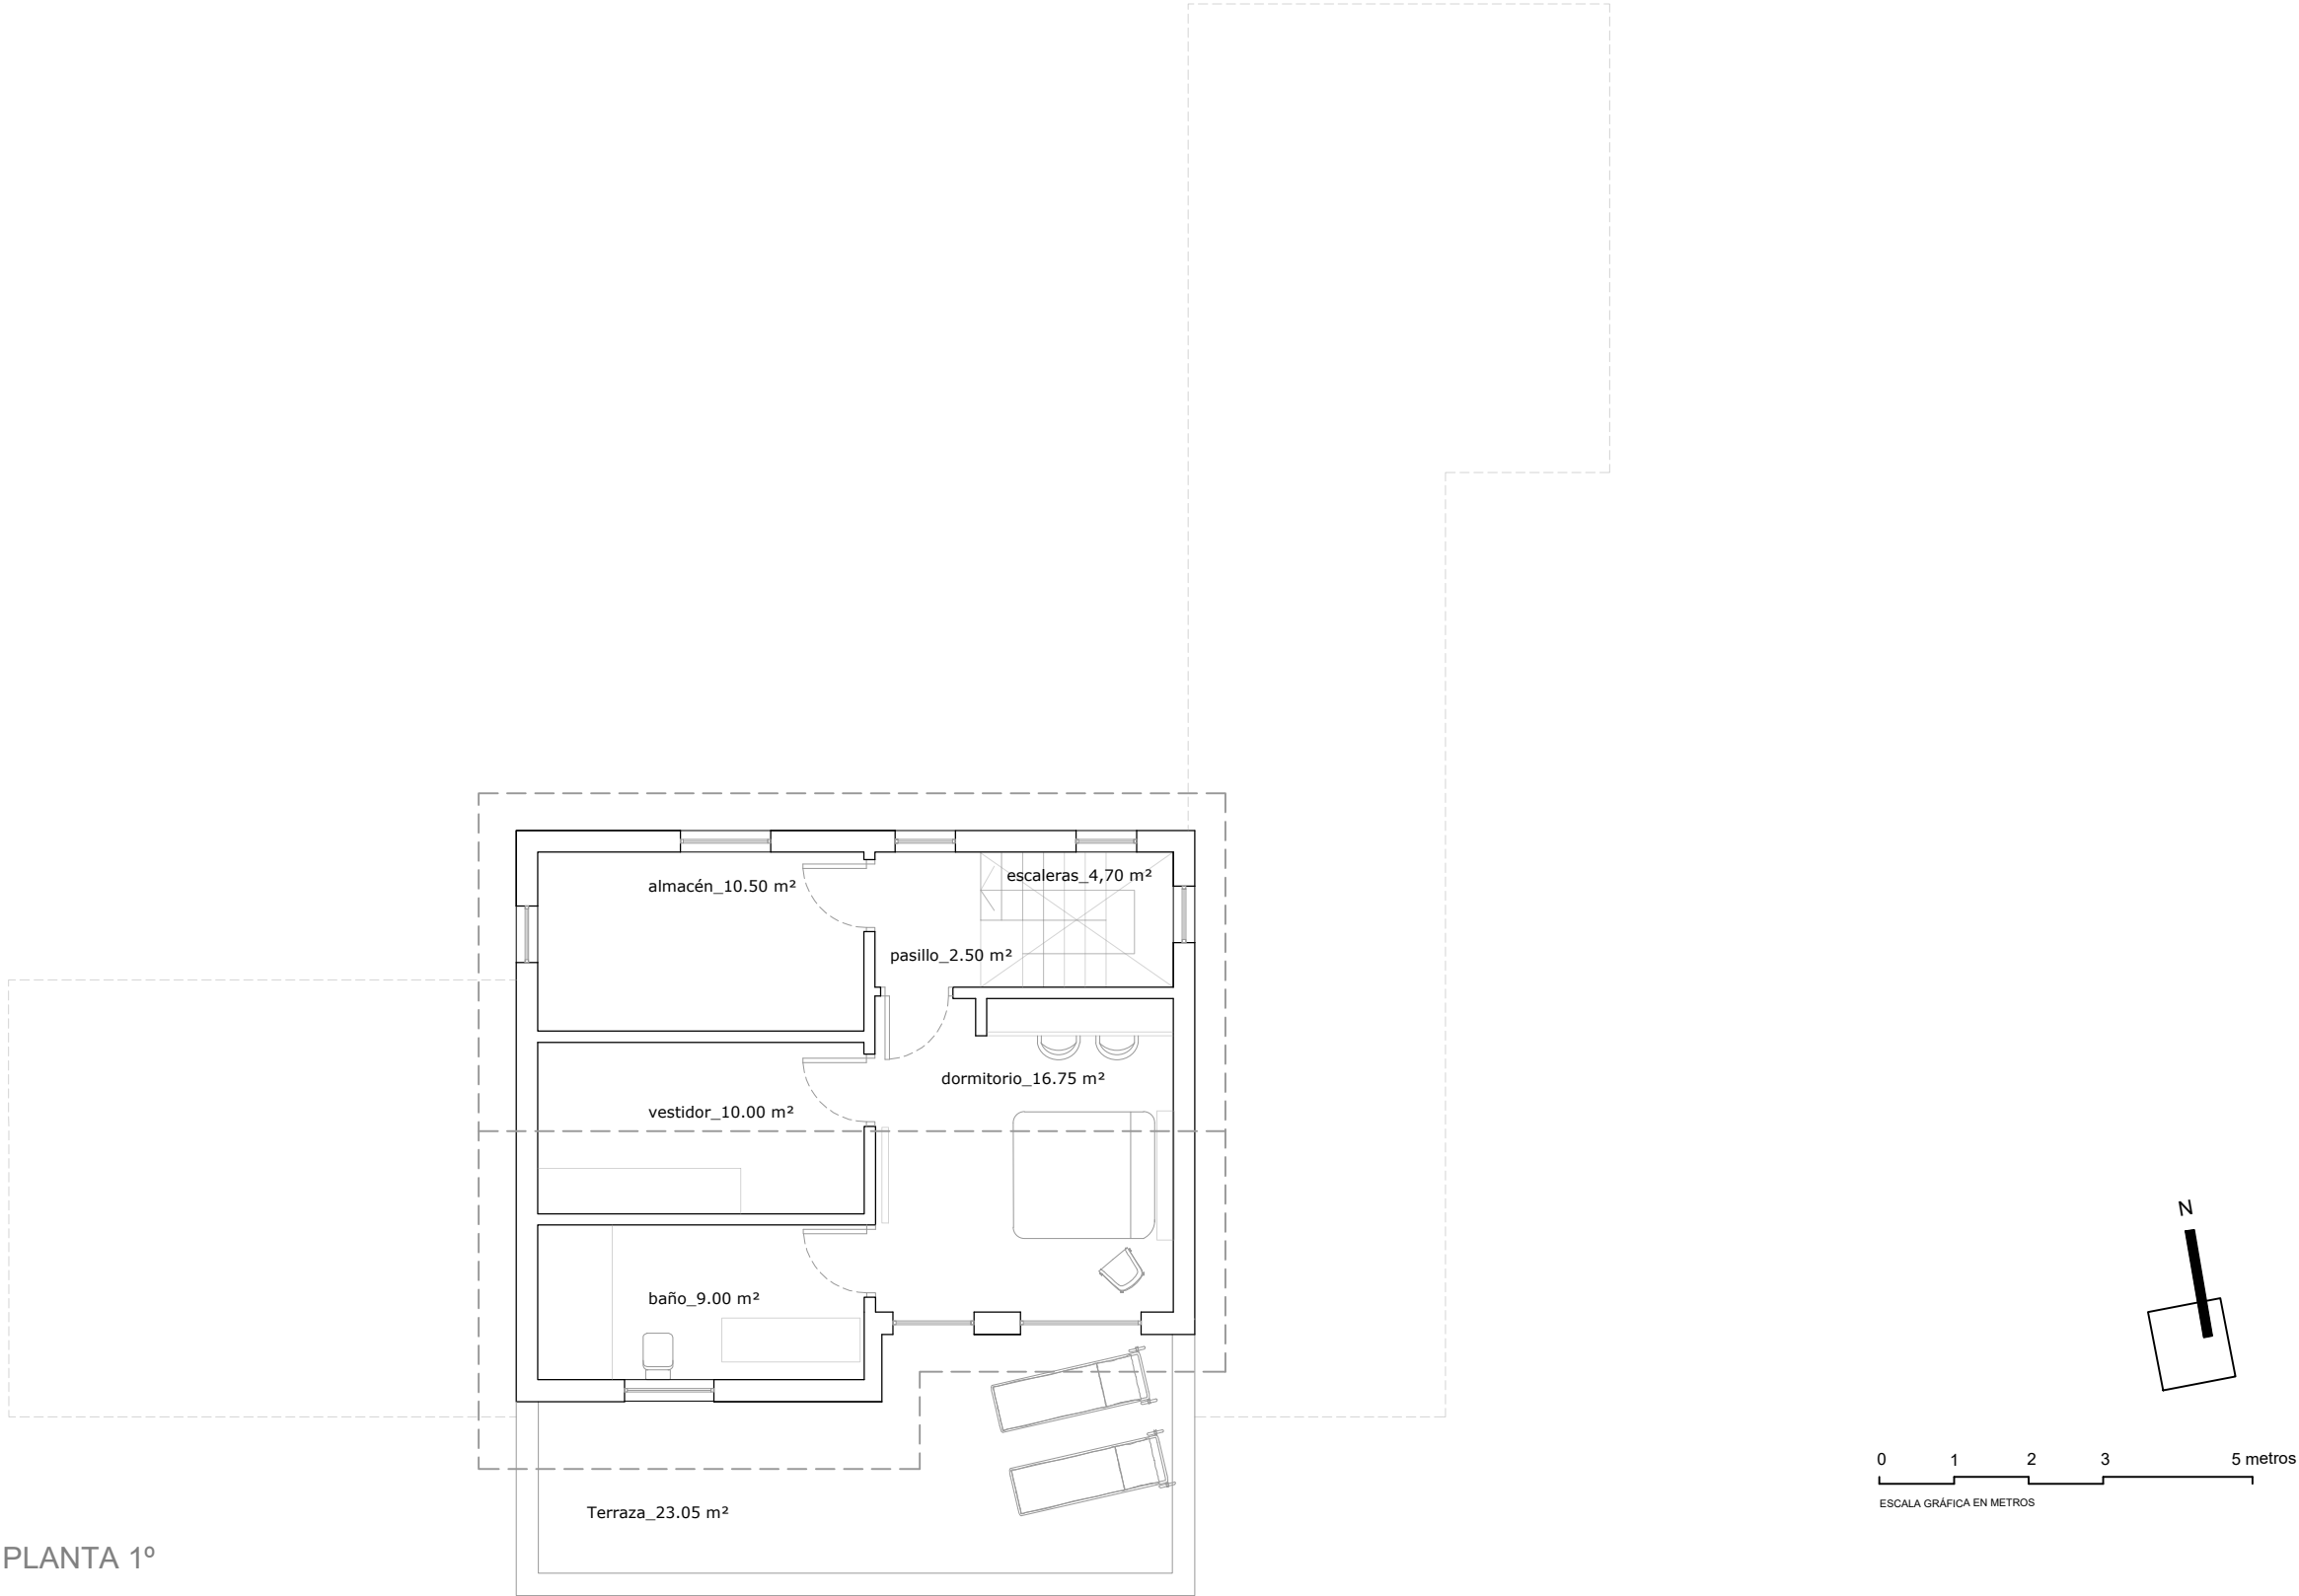 escaleras_4,70 m²
almacén_10.50 m²
pasillo_2.50 m²
dormitorio_16.75 m²
vestidor_10.00 m²
baño_9.00 m²
Terraza_23.05 m²
N
0 1 2 3 5 metros
ESCALA GRÁFICA EN METROS
PLANTA 1º